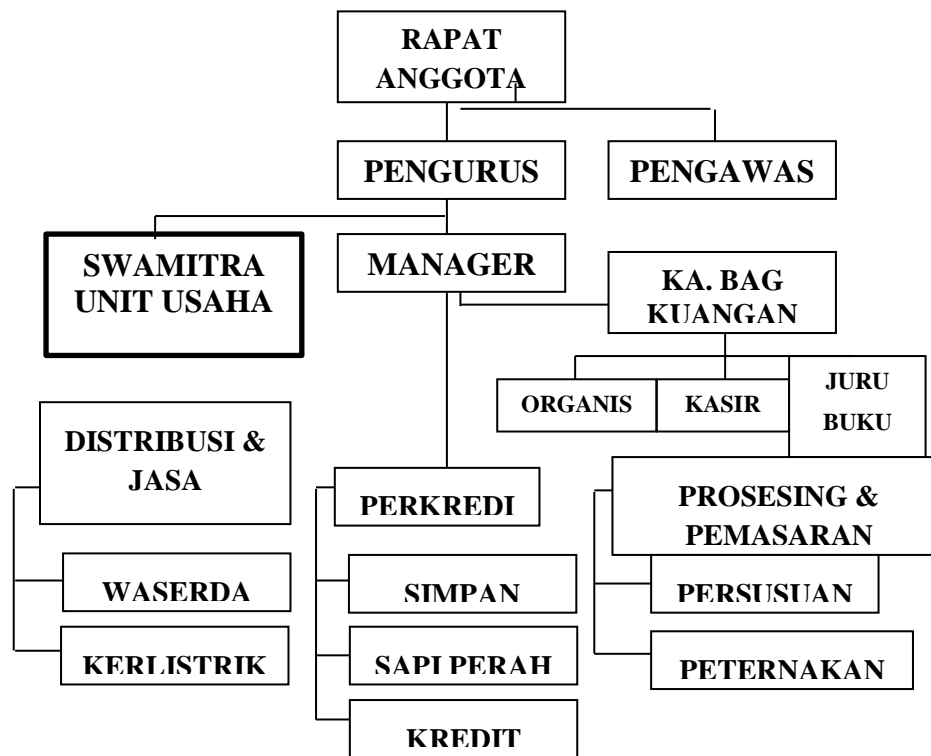 RAPAT
ANGGOTA
PENGURUS
PENGAWAS
SWAMITRA
UNIT USAHA
MANAGER
KA. BAG
KUANGAN
ORGANIS
KASIR
JURU
BUKU
DISTRIBUSI &
JASA
PERKREDI
PROSESING &
PEMASARAN
WASERDA
SIMPAN
PERSUSUAN
KERLISTRIK
SAPI PERAH
PETERNAKAN
KREDIT